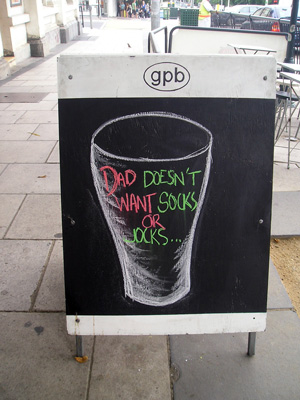 gpb
DAD DOESN'T
WANT SOCKS
OR
JOCKS...